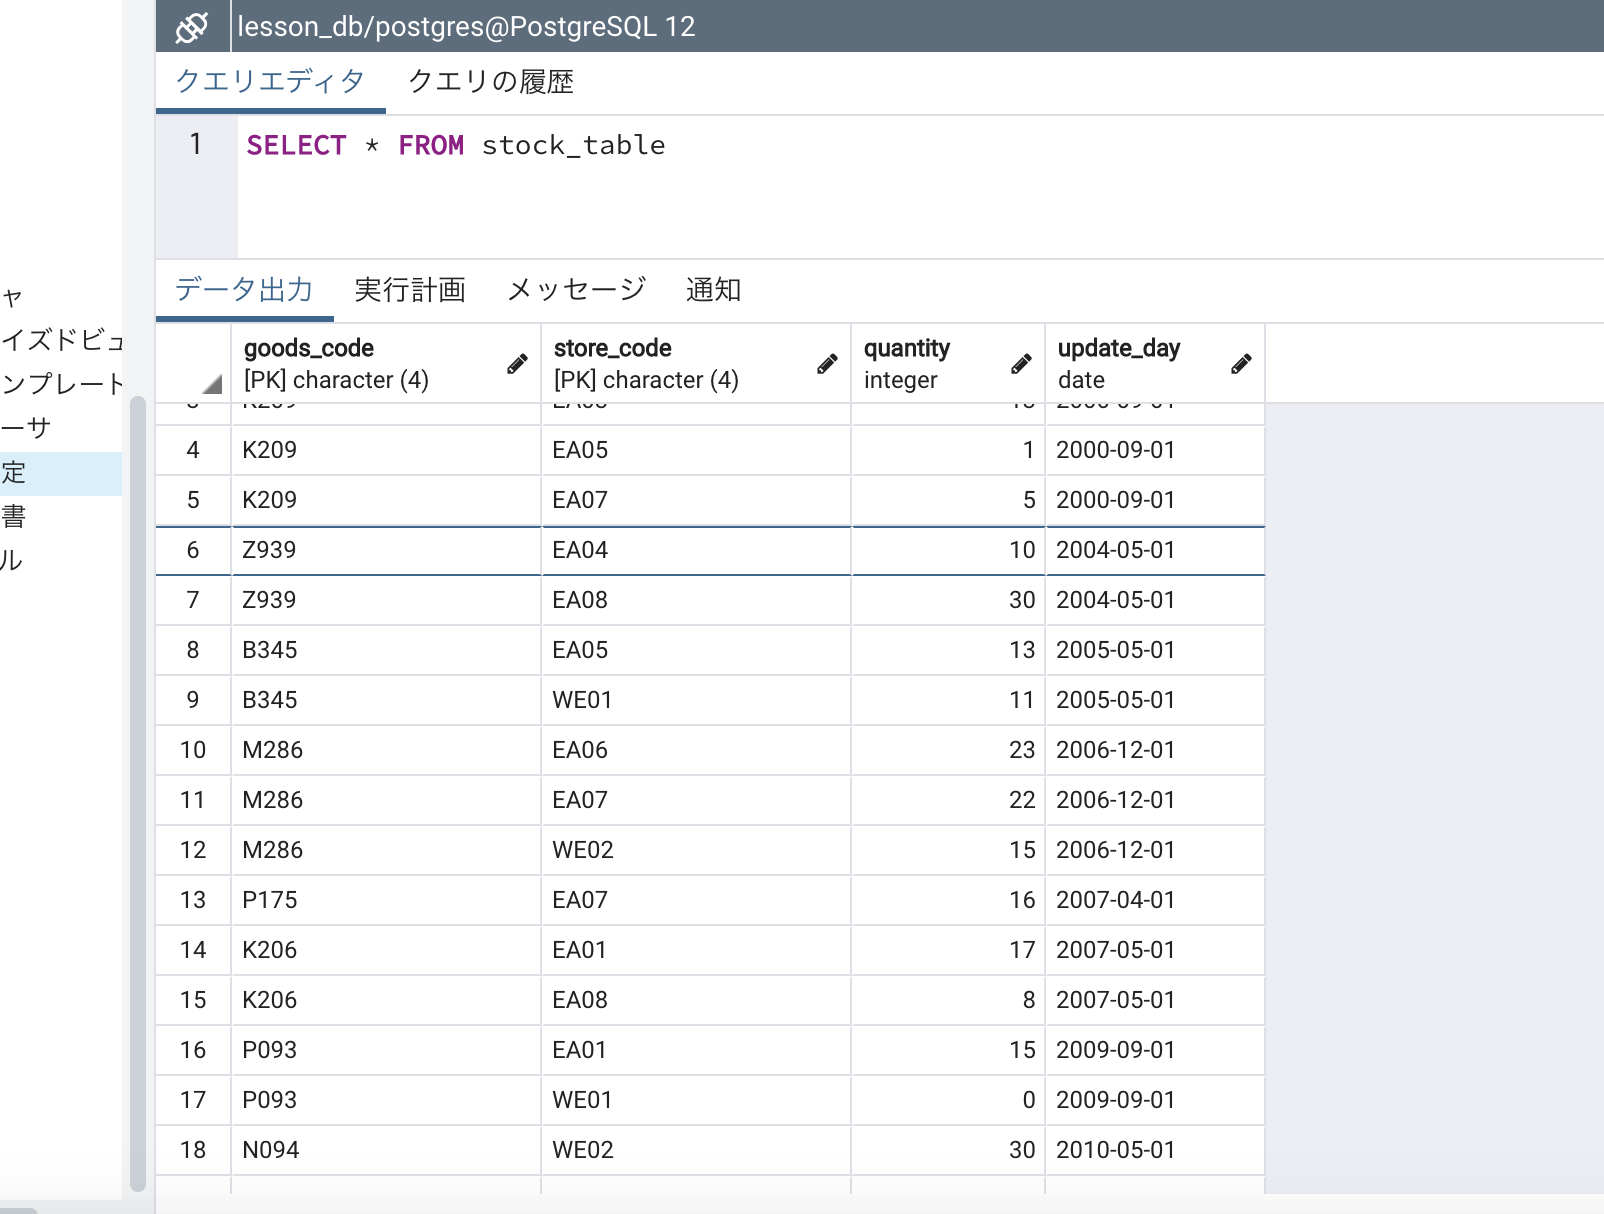 lesson_db/postgres@PostgreSQL 12
クエリエディタ クエリの履歴
1 SELECT * FROM stock_table
データ出力 実行計画 メッセージ 通知
ャ
イズドビュ
ンプレート
ーサ
定
書
ル
goods_code store_code quantity update_day
[PK] character (4) [PK] character (4) integer date
4 K209 EA05 1 2000-09-01
5 K209 EA07 5 2000-09-01
6 Z939 EA04 10 2004-05-01
7 Z939 EA08 30 2004-05-01
8 B345 EA05 13 2005-05-01
9 B345 WE01 11 2005-05-01
10 M286 EA06 23 2006-12-01
11 M286 EA07 22 2006-12-01
12 M286 WE02 15 2006-12-01
13 P175 EA07 16 2007-04-01
14 K206 EA01 17 2007-05-01
15 K206 EA08 8 2007-05-01
16 P093 EA01 15 2009-09-01
17 P093 WE01 0 2009-09-01
18 N094 WE02 30 2010-05-01